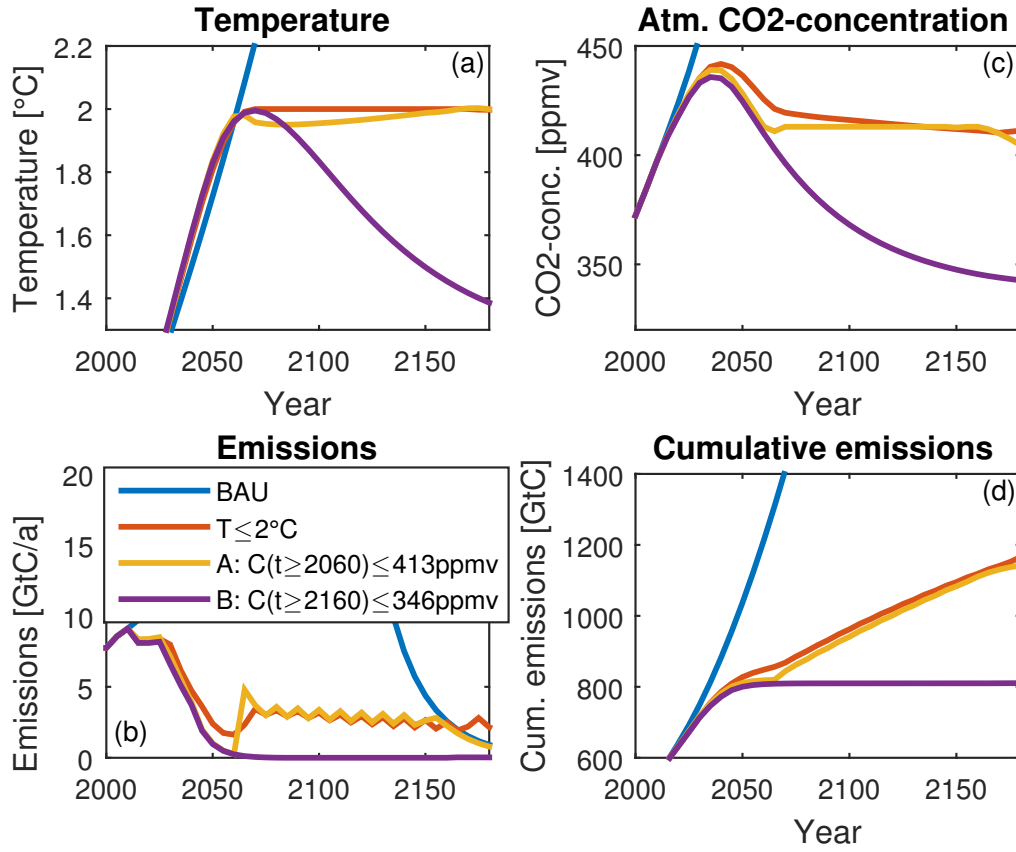 Temperature
Temperature [°C]
2.2
2
1.8
1.6
1.4
(a)
2000 2050 2100 2150
Year
Atm. CO2-concentration
CO2-conc. [ppmv]
450
400
350
(c)
2000 2050 2100 2150
Year
Emissions
Emissions [GtC/a]
20
15
10
5
0
BAU
T≤2°C
A: C(t≥2060)≤413ppmv
B: C(t≥2160)≤346ppmv
(b)
2000 2050 2100 2150
Cumulative emissions
Cum. emissions [GtC]
1400
1200
1000
800
600
(d)
2000 2050 2100 2150
Year